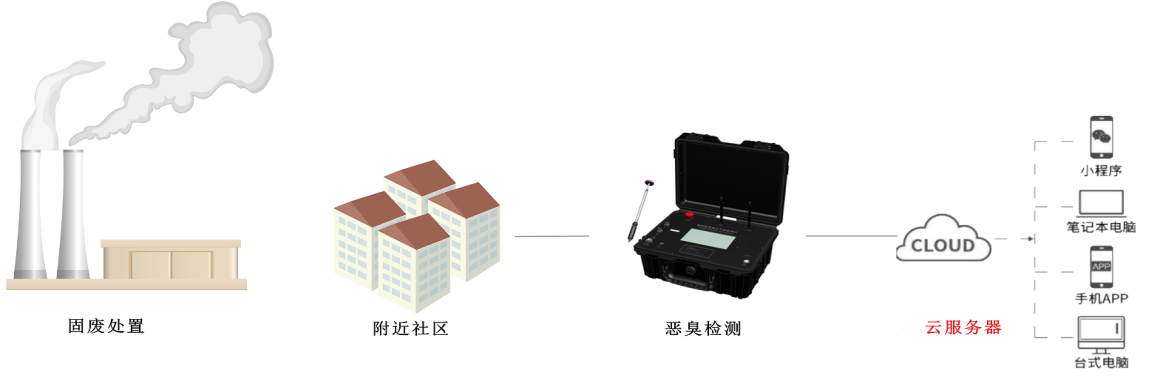 固废处置
附近社区
恶臭检测
CLOUD
云服务器
小程序
笔记本电脑
APP
手机APP
台式电脑